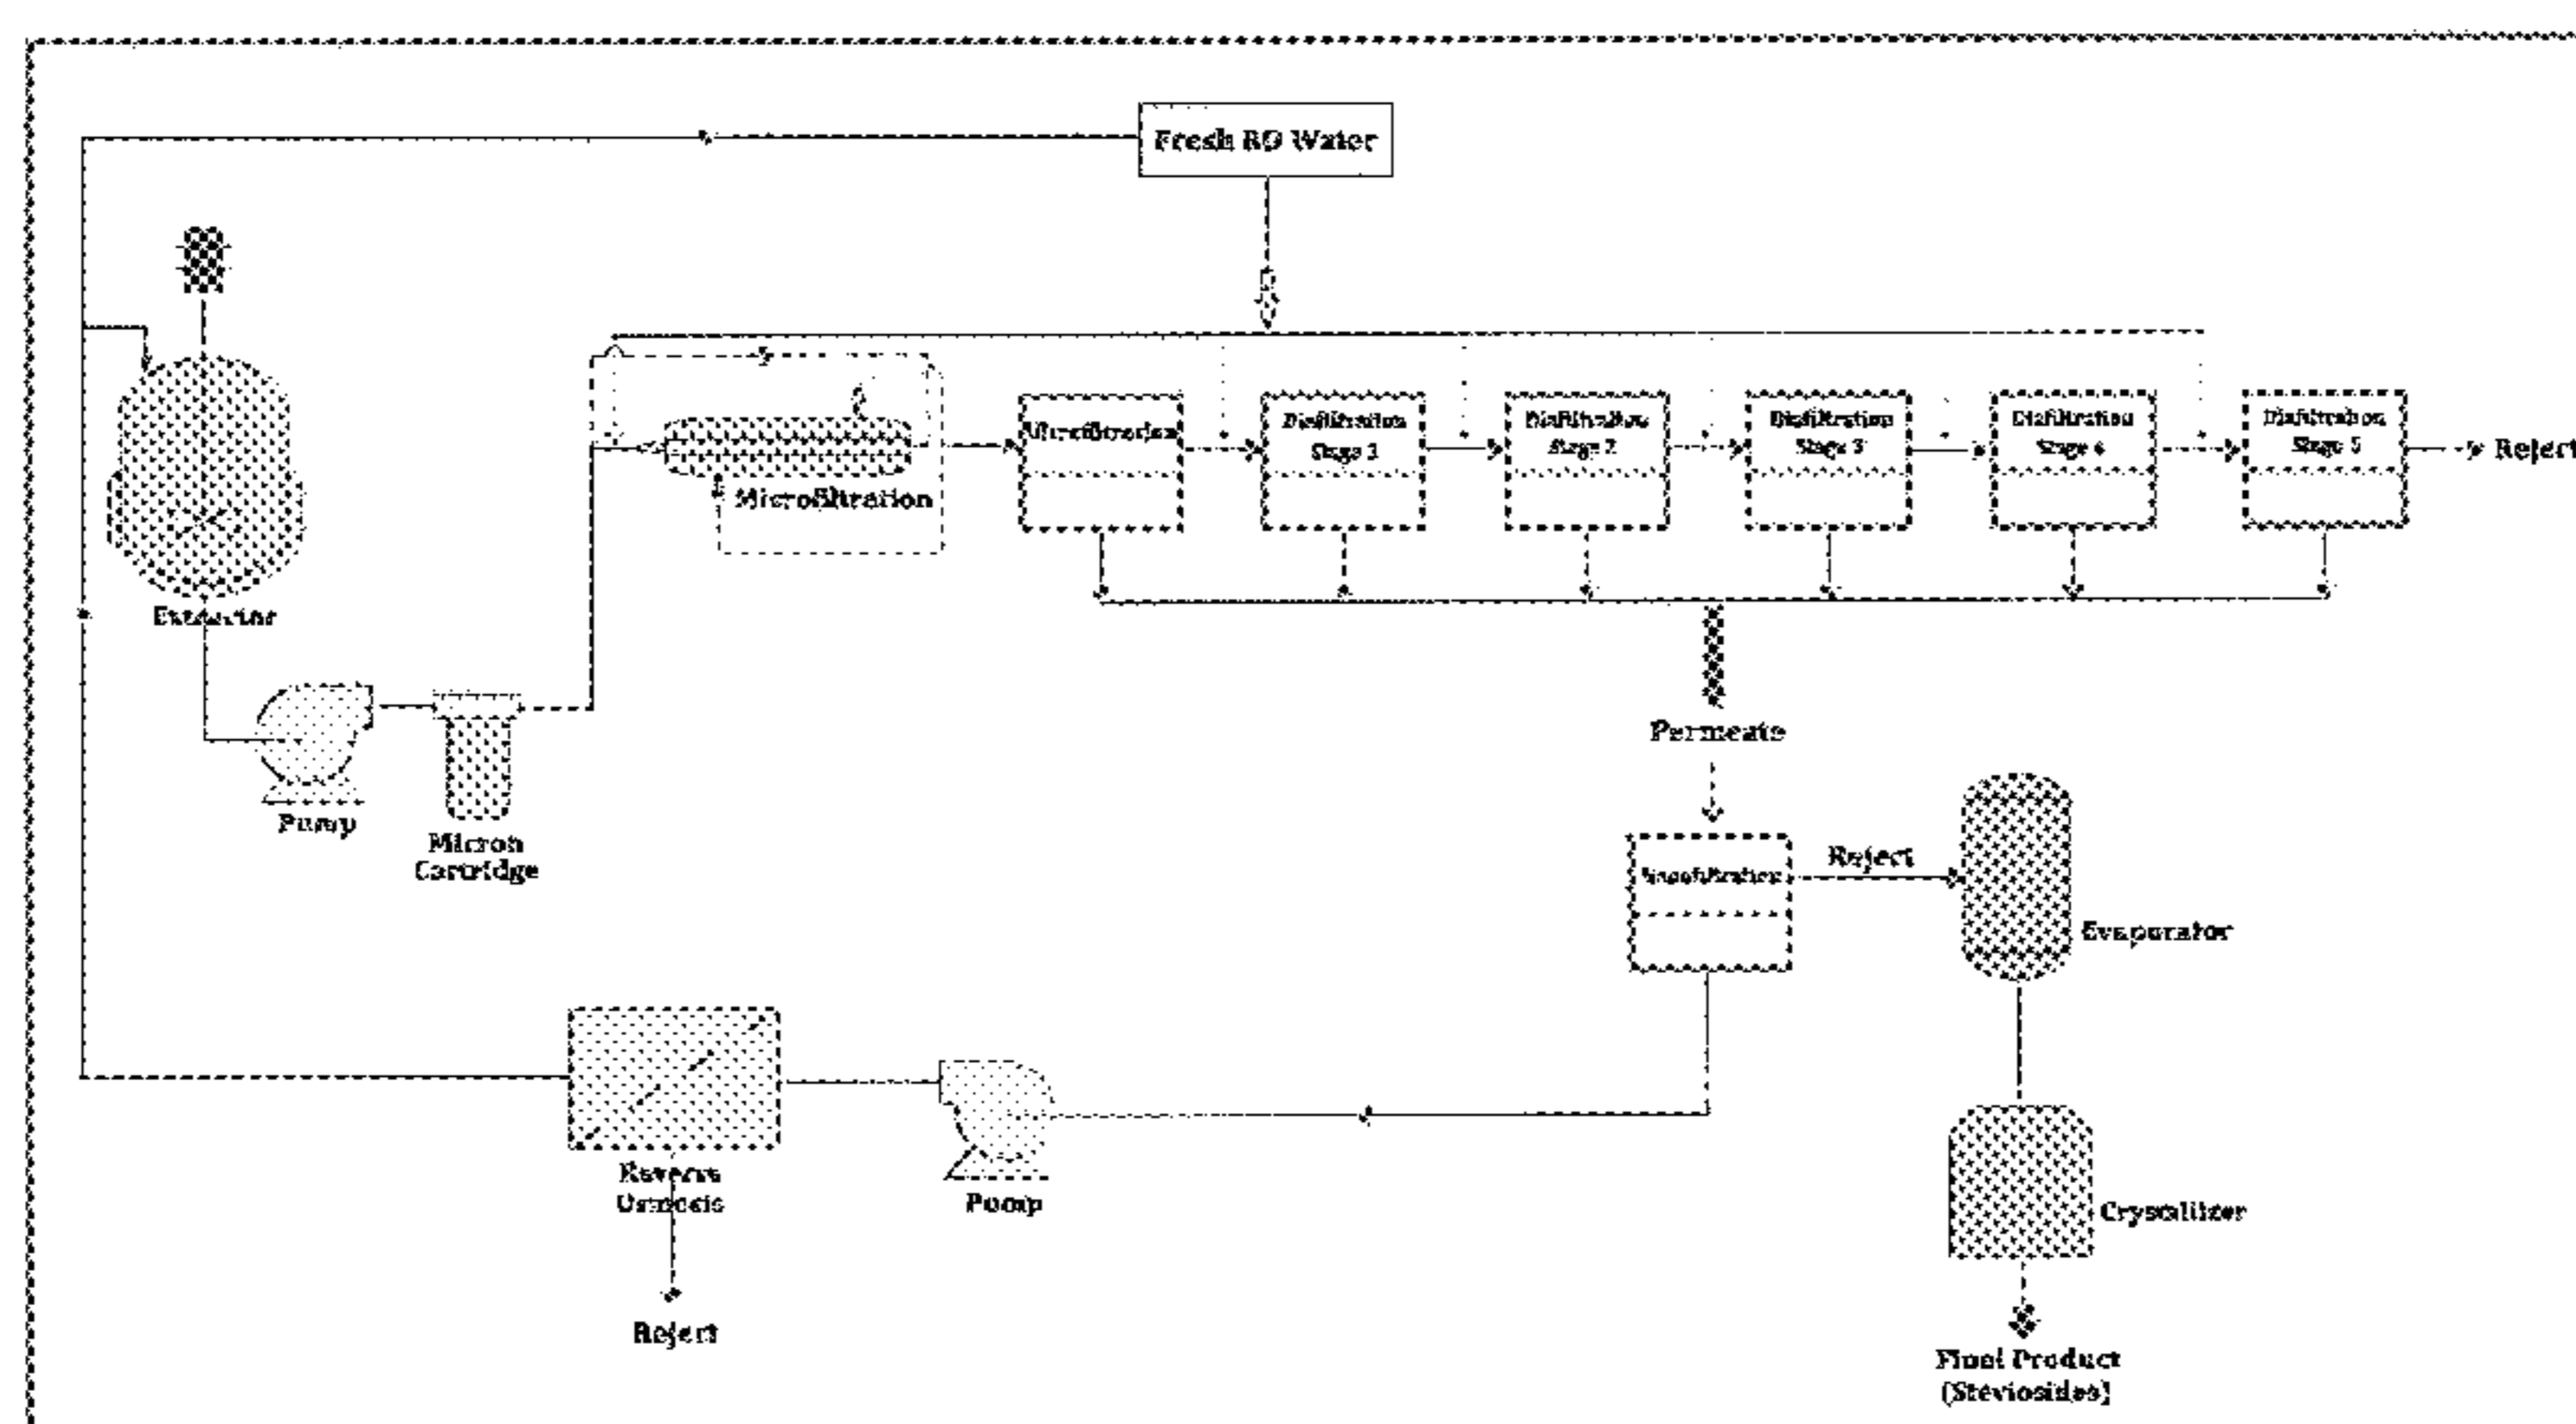 Fresh RO Water
Ultrafiltration
Diafiltration
Stage 1
Diafiltration
Stage 2
Diafiltration
Stage 3
Diafiltration
Stage 4
Diafiltration
Stage 5
Reject
Microfiltration
Extractor
Permeate
Pump
Micron
Cartridge
Nanofiltration
Reject
Evaporator
Reverse
Osmosis
Pump
Crystallizer
Reject
Final Product
(Steviosides)